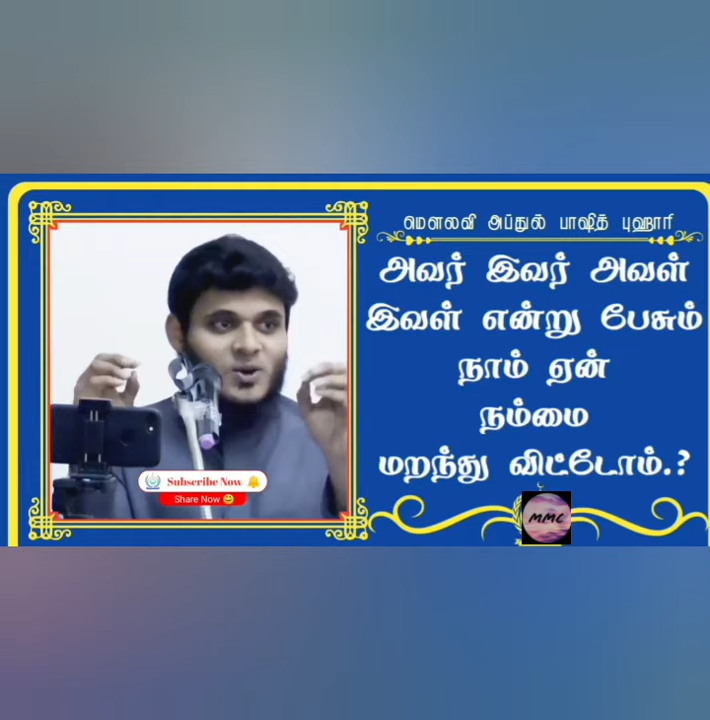 மௌலவி அப்துல் பாஷித் புஹாரி
அவர் இவர் அவள்
இவள் என்று பேசும்
நாம் ஏன்
நம்மை
மறந்து விட்டோம்.?
Subscribe Now
Share Now
MMC